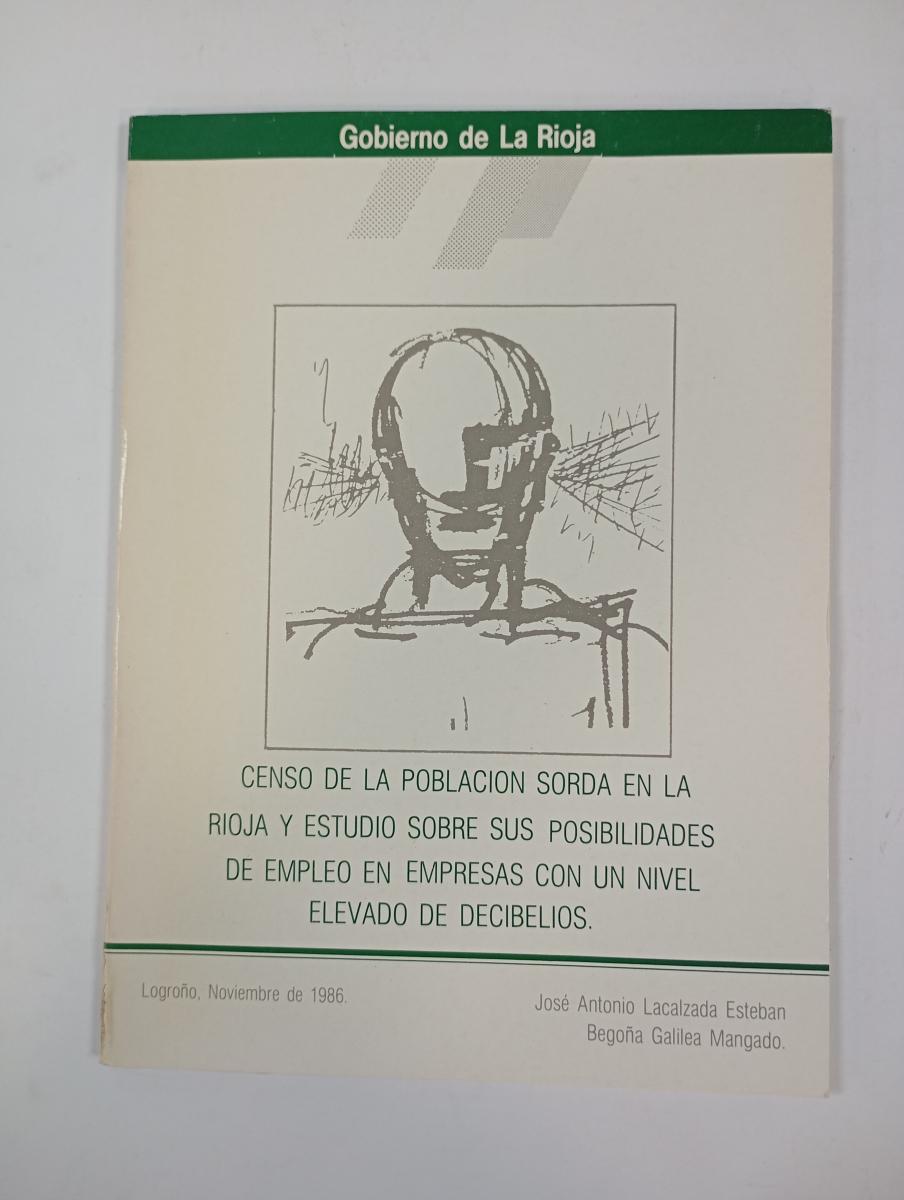 Gobierno de La Rioja
CENSO DE LA POBLACION SORDA EN LA
RIOJA Y ESTUDIO SOBRE SUS POSIBILIDADES
DE EMPLEO EN EMPRESAS CON UN NIVEL
ELEVADO DE DECIBELIOS.
Logroño, Noviembre de 1986.
José Antonio Lacalzada Esteban
Begoña Galilea Mangado.